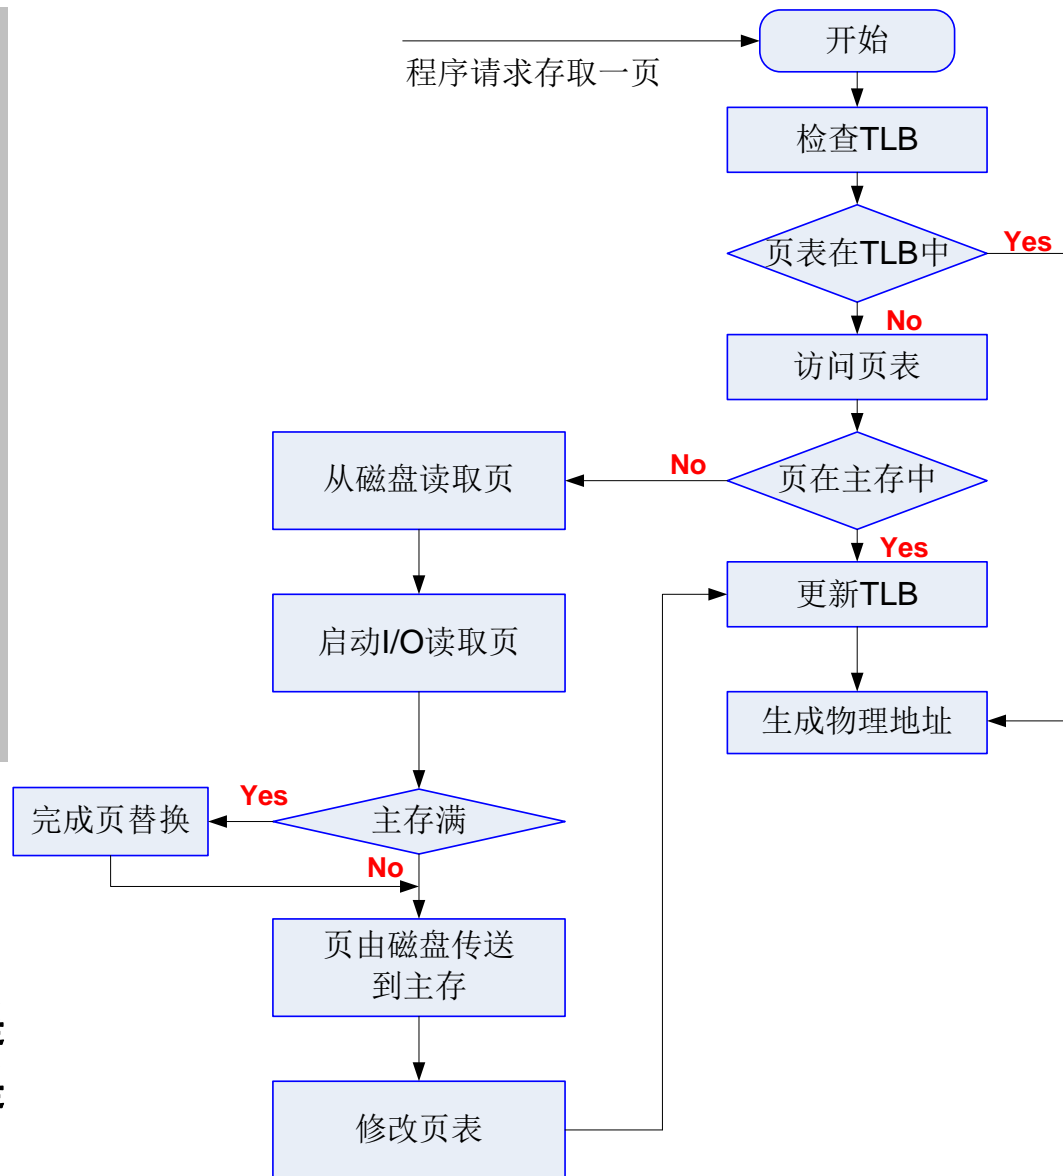 开始
程序请求存取一页
检查TLB
页表在TLB中
Yes
No
访问页表
页在主存中
No
Yes
从磁盘读取页
更新TLB
启动I/O读取页
生成物理地址
主存满
Yes
完成页替换
No
页由磁盘传送
到主存
修改页表